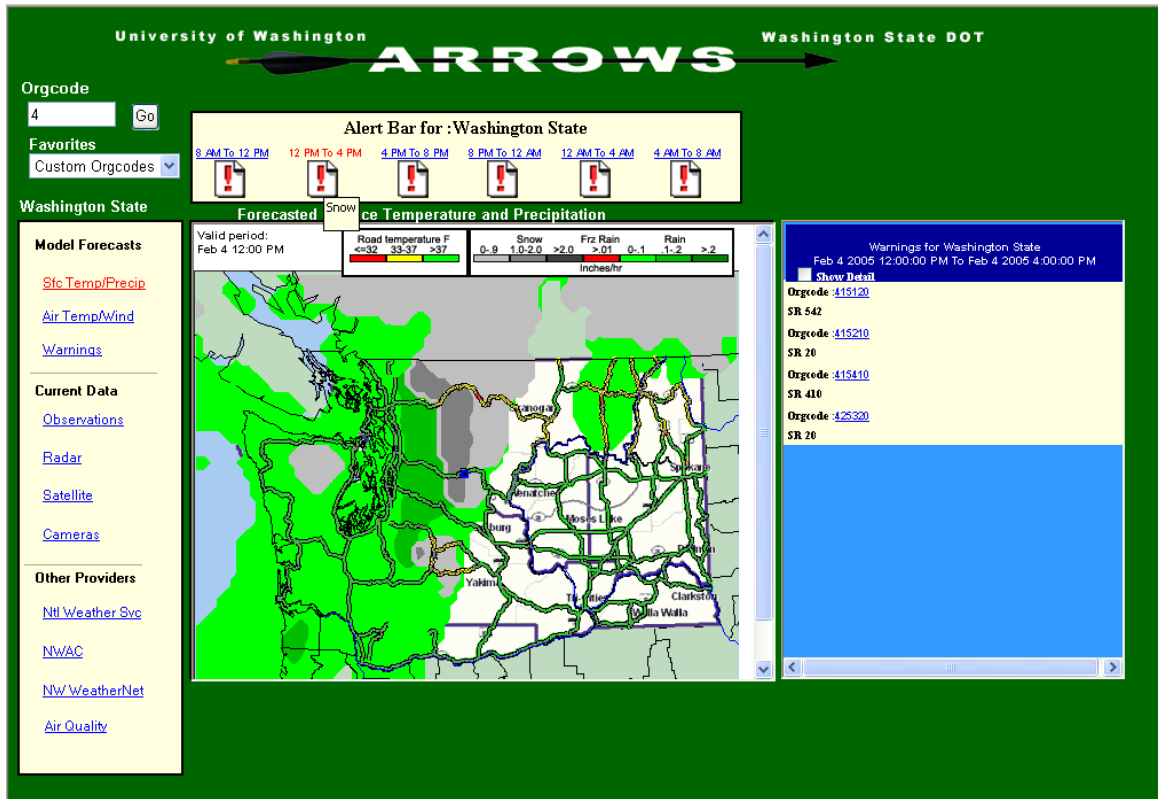 University of Washington
Washington State DOT
ARROWS
Orgcode
4
Go
Favorites
Custom Orgcodes
Alert Bar for :Washington State
8 AM To 12 PM 12 PM To 4 PM 4 PM To 8 PM 8 PM To 12 AM 12 AM To 4 AM 4 AM To 8 AM
Snow
Washington State
Model Forecasts
Sfc Temp/Precip
Air Temp/Wind
Warnings
Current Data
Observations
Radar
Satellite
Cameras
Other Providers
Ntl Weather Svc
NWAC
NW WeatherNet
Air Quality
Forecasted ce Temperature and Precipitation
Valid period:
Feb 4 12:00 PM
Road temperature F
<=32 33-37 >37
Snow Frz Rain Rain
0-.9 1.0-2.0 >2.0 >.01 0-.1 .1-.2 >.2
Inches/hr
Spokane
Moses Lake
Yakima
Tri-Cities
Clarkston
Walla Walla
Warnings for Washington State
Feb 4 2005 12:00:00 PM To Feb 4 2005 4:00:00 PM
Show Detail
Orgcode :415120
SR 542
Orgcode :415210
SR 20
Orgcode :415410
SR 410
Orgcode :425320
SR 20